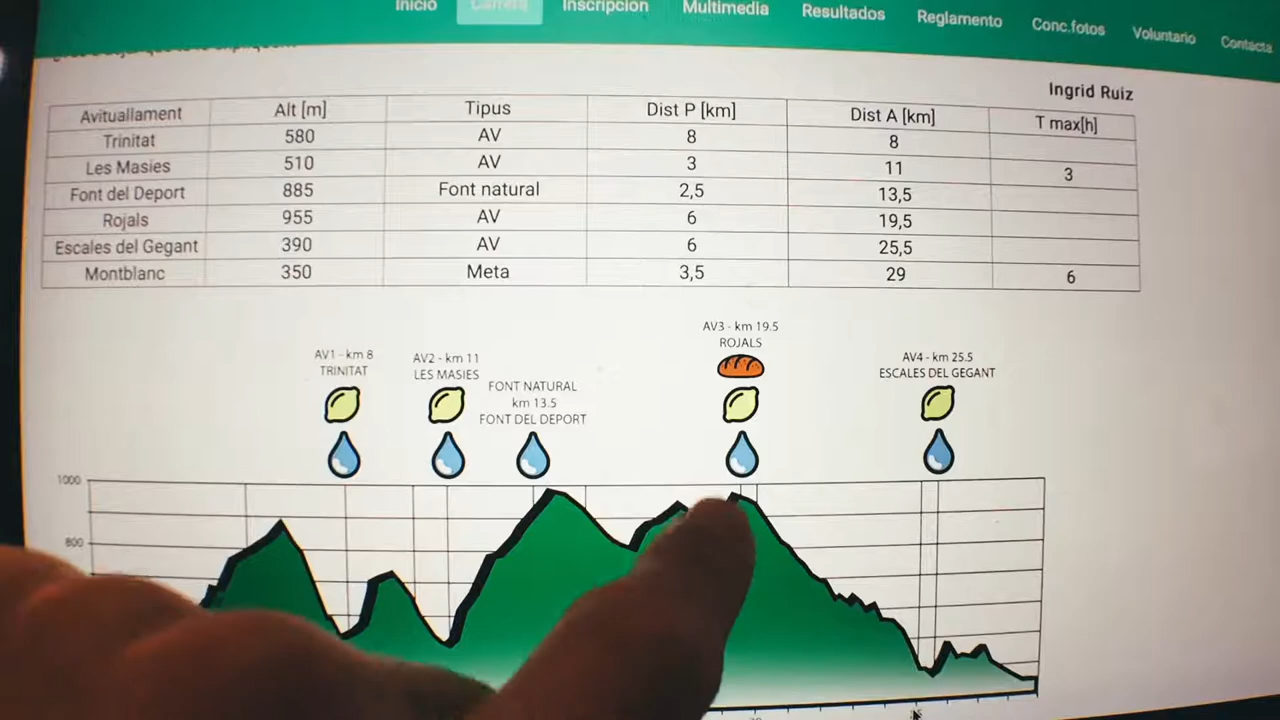 Inicio Carrera Inscripcion Multimedia Resultados Reglamento Conc.fotos Voluntario Contacta
Ingrid Ruiz
Avituallament Alt [m] Tipus Dist P [km] Dist A [km] T max[h]
Trinitat 580 AV 8 8
Les Masies 510 AV 3 11 3
Font del Deport 885 Font natural 2,5 13,5
Rojals 955 AV 6 19,5
Escales del Gegant 390 AV 6 25,5
Montblanc 350 Meta 3,5 29 6
AV1 - km 8
TRINITAT
AV2 - km 11
LES MASIES
FONT NATURAL
km 13.5
FONT DEL DEPORT
AV3 - km 19.5
ROJALS
AV4 - km 25.5
ESCALES DEL GEGANT
1000
800